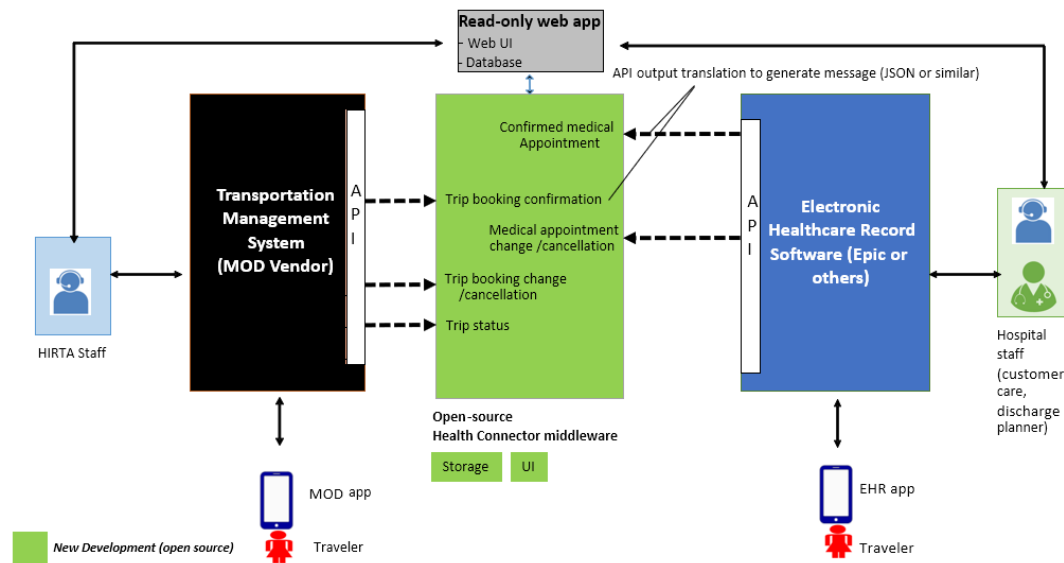 Read-only web app
- Web UI
- Database
API output translation to generate message (JSON or similar)
Confirmed medical
Appointment
Transportation
Management
System
(MOD Vendor)
A
P
I
Trip booking confirmation
Medical appointment
change /cancellation
Trip booking change
/cancellation
Trip status
A
P
I
Electronic
Healthcare Record
Software (Epic or
others)
HIRTA Staff
Hospital
staff
(customer
care,
discharge
planner)
Open-source
Health Connector middleware
Storage
UI
MOD app
Traveler
EHR app
Traveler
New Development (open source)